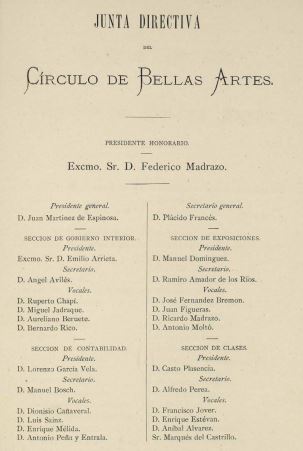 JUNTA DIRECTIVA
DEL
CÍRCULO DE BELLAS ARTES.
PRESIDENTE HONORARIO.
Excmo. Sr. D. Federico Madrazo.
Presidente general.
D. Juan Martinez de Espinosa.
SECCION DE GOBIERNO INTERIOR.
Presidente.
Excmo. Sr. D. Emilio Arrieta.
Secretario.
D. Angel Avilés.
Vocales.
D. Ruperto Chapí.
D. Miguel Jadraque.
D. Aureliano Beruete.
D. Bernardo Rico.
SECCION DE CONTABILIDAD.
Presidente.
D. Lorenzo García Vela.
Secretario.
D. Manuel Bosch.
Vocales.
D. Dionisio Cañaveral.
D. Luis Sainz.
D. Enrique Mélida.
D. Antonio Peña y Entrala.
Secretario general.
D. Plácido Francés.
SECCION DE EXPOSICIONES.
Presidente.
D. Manuel Dominguez.
Secretario.
D. Ramiro Amador de los Rios.
Vocales.
D. José Fernandez Bremon.
D. Juan Figueras.
D. Ricardo Madrazo.
D. Antonio Moltó.
SECCION DE CLASES.
Presidente.
D. Casto Plasencia.
Secretario.
D. Alfredo Perea.
Vocales.
D. Francisco Jover.
D. Enrique Estévan.
D. Aníbal Alvarez.
Sr. Marqués del Castrillo.